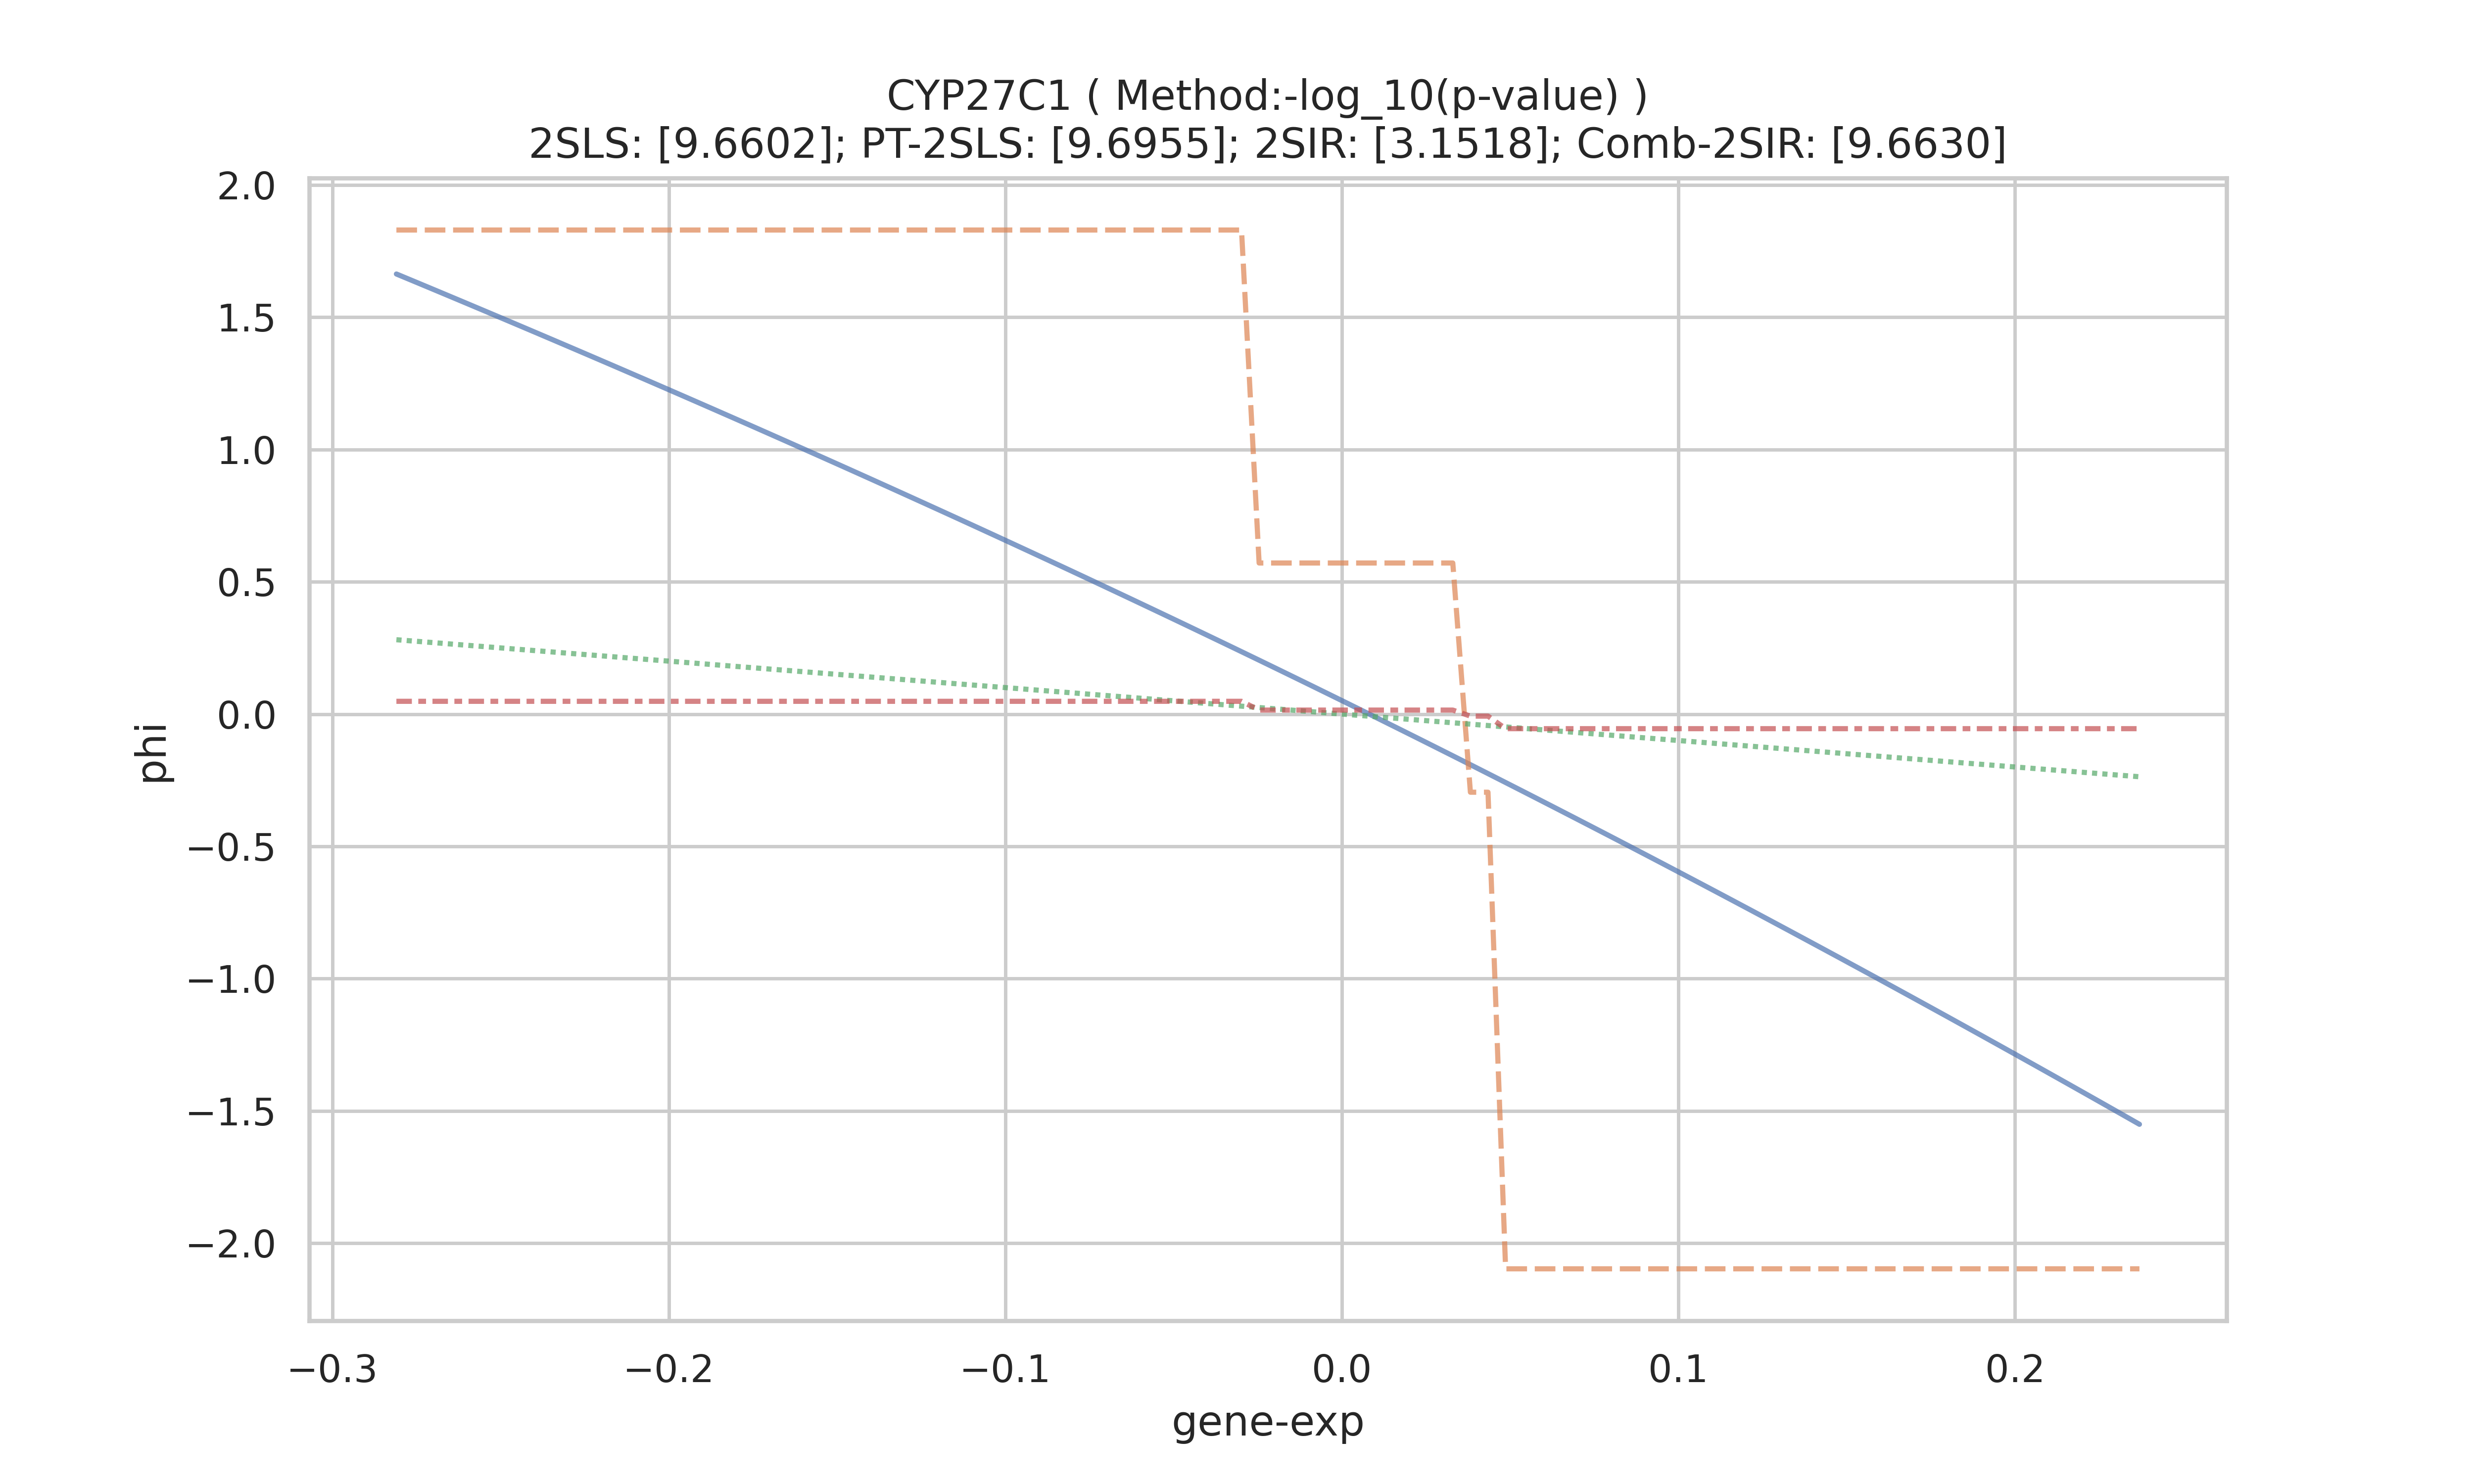 CYP27C1 ( Method:-log_10(p-value) )
2SLS: [9.6602]; PT-2SLS: [9.6955]; 2SIR: [3.1518]; Comb-2SIR: [9.6630]
2.0
1.5
1.0
0.5
0.0
−0.5
−1.0
−1.5
−2.0
phi
−0.3 −0.2 −0.1 0.0 0.1 0.2
gene-exp